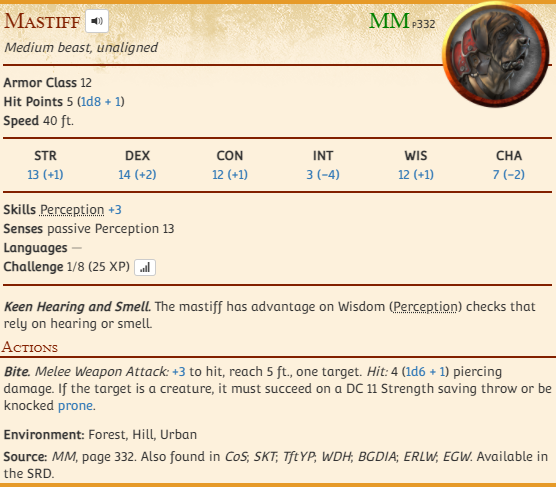 Mastiff MM P332
Medium beast, unaligned
Armor Class 12
Hit Points 5 (1d8 + 1)
Speed 40 ft.
STR DEX CON INT WIS CHA
13 (+1) 14 (+2) 12 (+1) 3 (−4) 12 (+1) 7 (−2)
Skills Perception +3
Senses passive Perception 13
Languages —
Challenge 1/8 (25 XP)
Keen Hearing and Smell. The mastiff has advantage on Wisdom (Perception) checks that
rely on hearing or smell.
Actions
Bite. Melee Weapon Attack: +3 to hit, reach 5 ft., one target. Hit: 4 (1d6 + 1) piercing
damage. If the target is a creature, it must succeed on a DC 11 Strength saving throw or be
knocked prone.
Environment: Forest, Hill, Urban
Source: MM, page 332. Also found in CoS; SKT; TftYP; WDH; BGDIA; ERLW; EGW. Available in
the SRD.